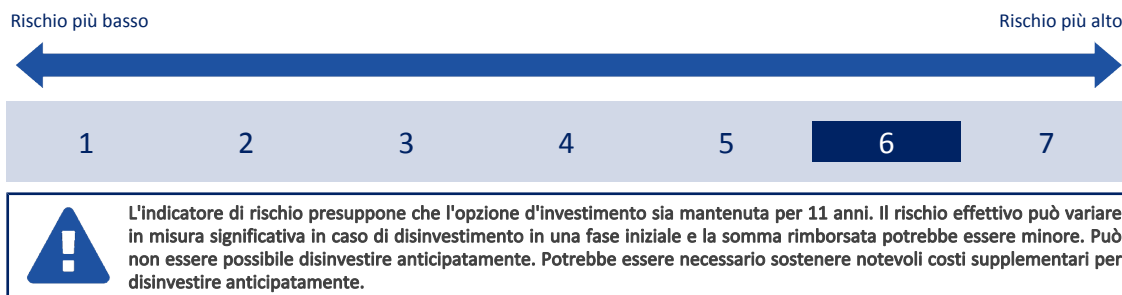 Rischio più basso Rischio più alto
1 2 3 4 5 6 7
L'indicatore di rischio presuppone che l'opzione d'investimento sia mantenuta per 11 anni. Il rischio effettivo può variare
in misura significativa in caso di disinvestimento in una fase iniziale e la somma rimborsata potrebbe essere minore. Può
non essere possibile disinvestire anticipatamente. Potrebbe essere necessario sostenere notevoli costi supplementari per
disinvestire anticipatamente.